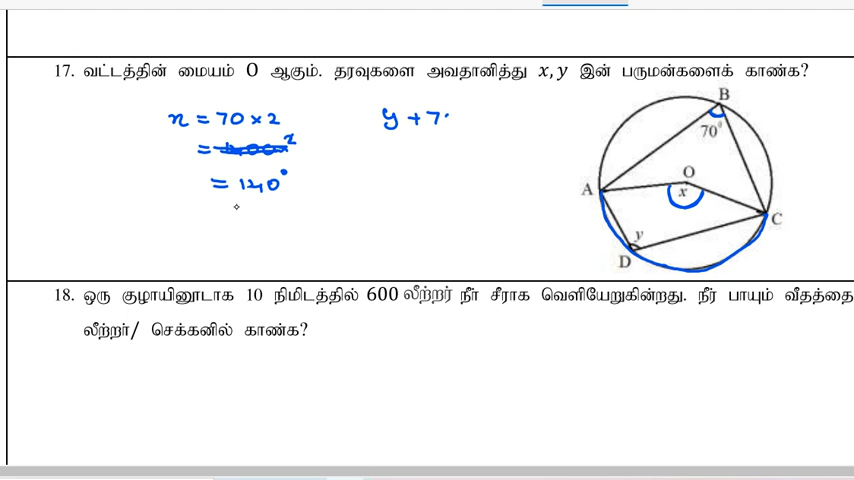 17. வட்டத்தின் மையம் O ஆகும். தரவுகளை அவதானித்து x, y இன் பருமன்களைக் காண்க?
x = 70 × 2
y + 7
=
= 140°
B
70°
O
x
A
C
y
D
18. ஒரு குழாயினூடாக 10 நிமிடத்தில் 600 லீற்றர் நீர் சீராக வெளியேறுகின்றது. நீர் பாயும் வீதத்தை
லீற்றர்/ செக்கனில் காண்க?